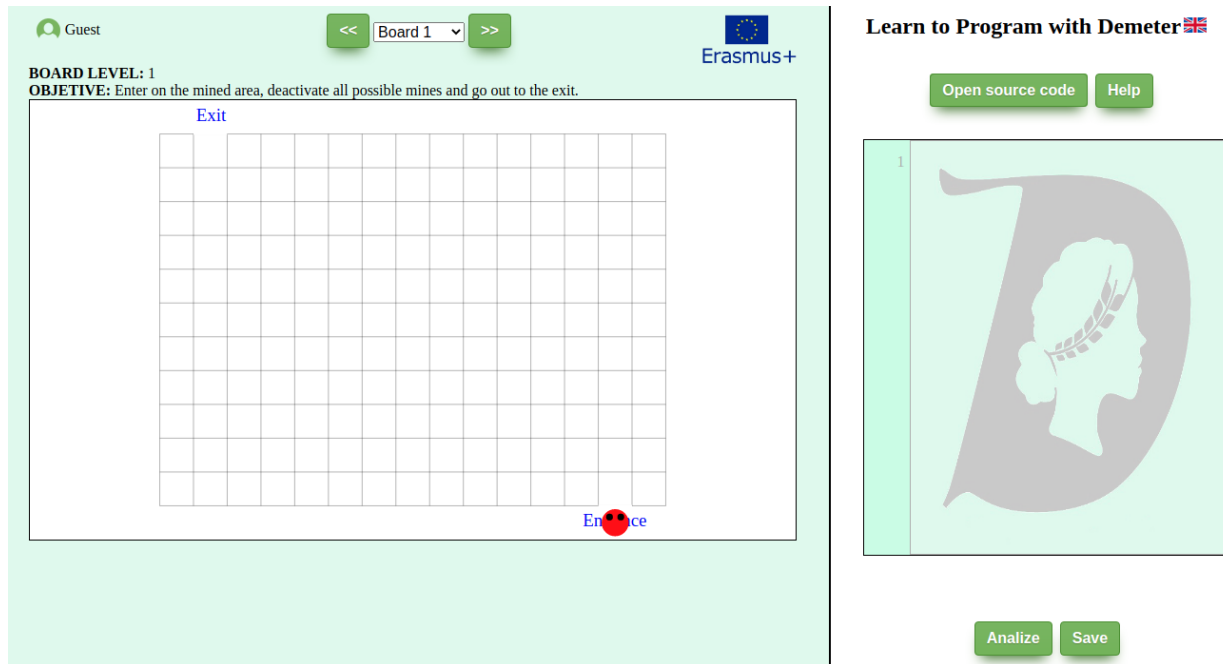 Guest
<<
Board 1
>>
Erasmus+
BOARD LEVEL: 1
OBJETIVE: Enter on the mined area, deactivate all possible mines and go out to the exit.
Exit
Learn to Program with Demeter
Open source code
Help
1
Analize
Save